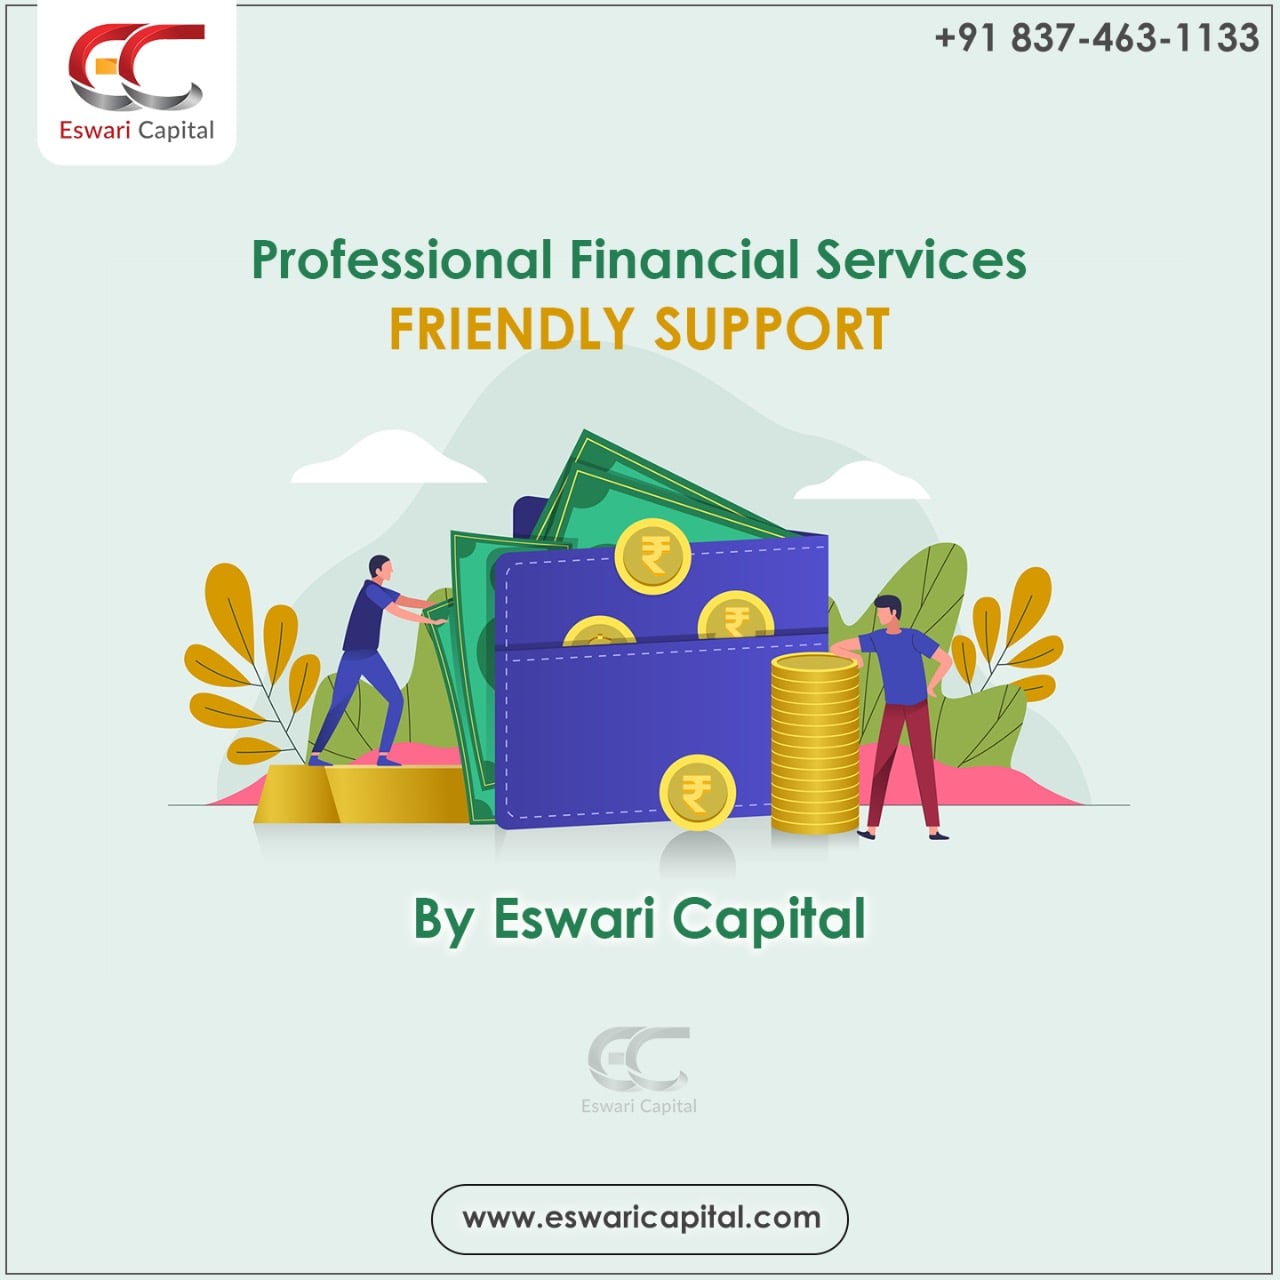 Eswari Capital
+91 837-463-1133
Professional Financial Services
FRIENDLY SUPPORT
₹
₹
₹
By Eswari Capital
EC
Eswari Capital
www.eswaricapital.com